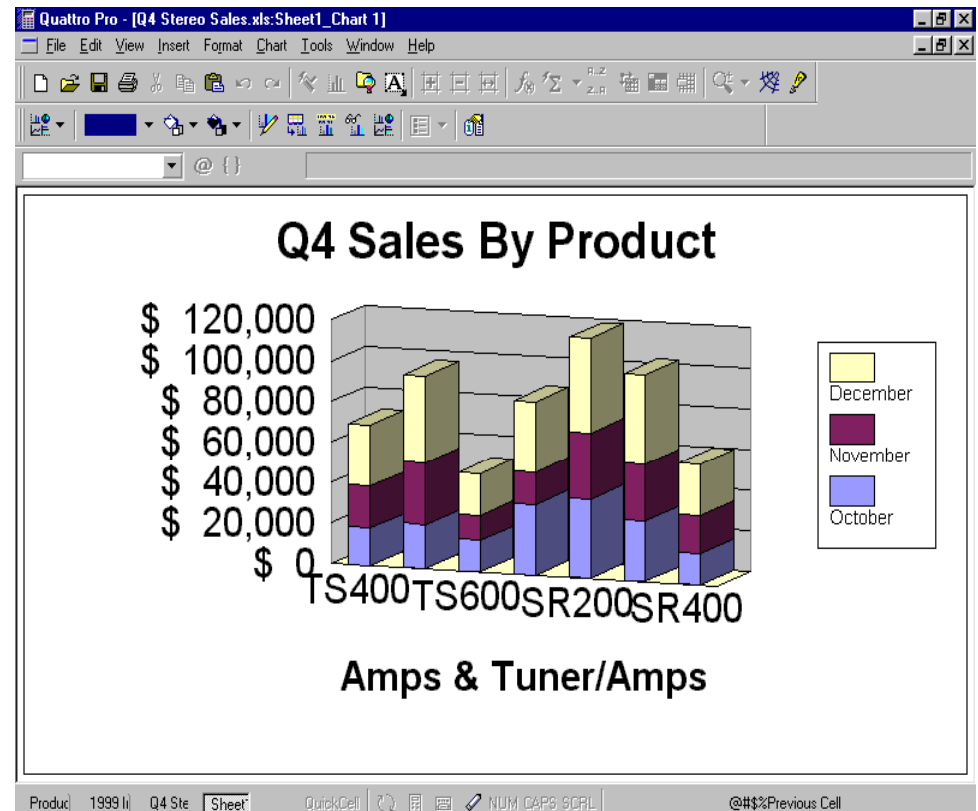 Quattro Pro - [Q4 Stereo Sales.xls:Sheet1_Chart 1]
File Edit View Insert Format Chart Tools Window Help
@ { }
Q4 Sales By Product
$ 120,000
$ 100,000
$ 80,000
$ 60,000
$ 40,000
$ 20,000
$ 0
TS400 TS600 SR200 SR400
December
November
October
Amps & Tuner/Amps
Produc 1999 I Q4 Ste Sheet QuickCell NUM CAPS SCRL @#$%Previous Cell